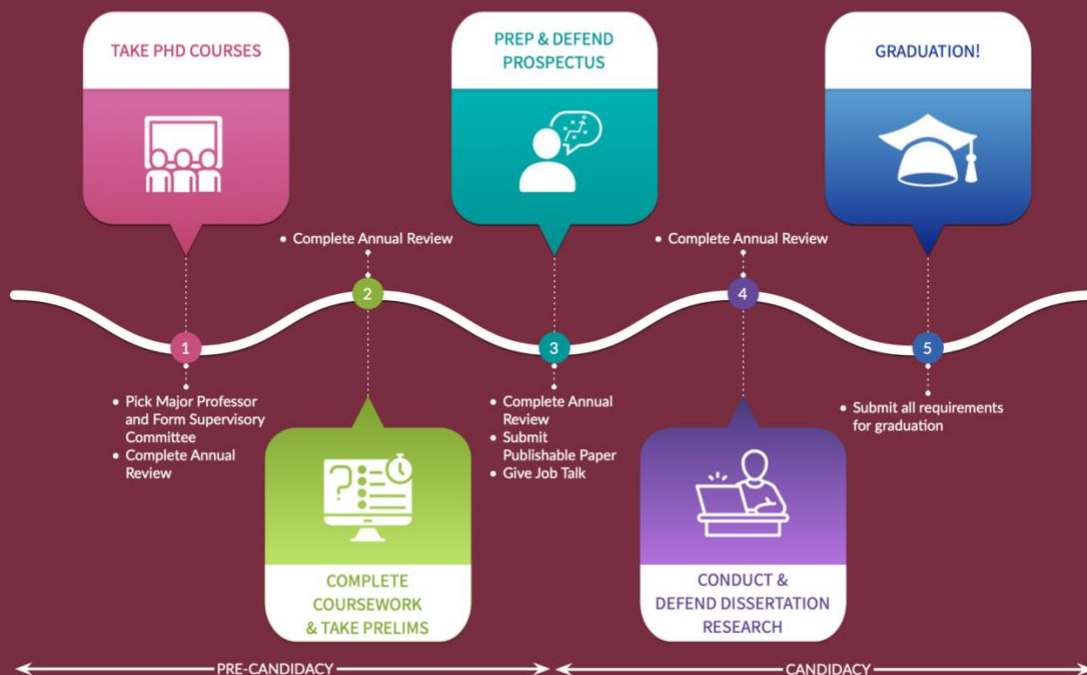 TAKE PHD COURSES
1
• Pick Major Professor
and Form Supervisory
Committee
• Complete Annual
Review
• Complete Annual Review
2
?
COMPLETE
COURSEWORK
& TAKE PRELIMS
PREP & DEFEND
PROSPECTUS
3
• Complete Annual
Review
• Submit
Publishable Paper
• Give Job Talk
• Complete Annual Review
4
CONDUCT &
DEFEND DISSERTATION
RESEARCH
GRADUATION!
5
• Submit all requirements
for graduation
PRE-CANDIDACY
CANDIDACY